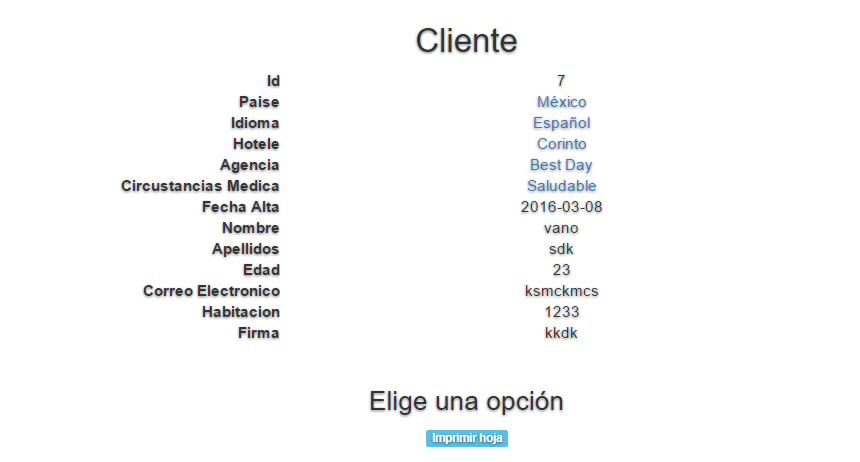 Cliente
Id 7
Paise México
Idioma Español
Hotele Corinto
Agencia Best Day
Circustancias Medica Saludable
Fecha Alta 2016-03-08
Nombre vano
Apellidos sdk
Edad 23
Correo Electronico ksmckmcs
Habitacion 1233
Firma kkdk
Elige una opción
Imprimir hoja